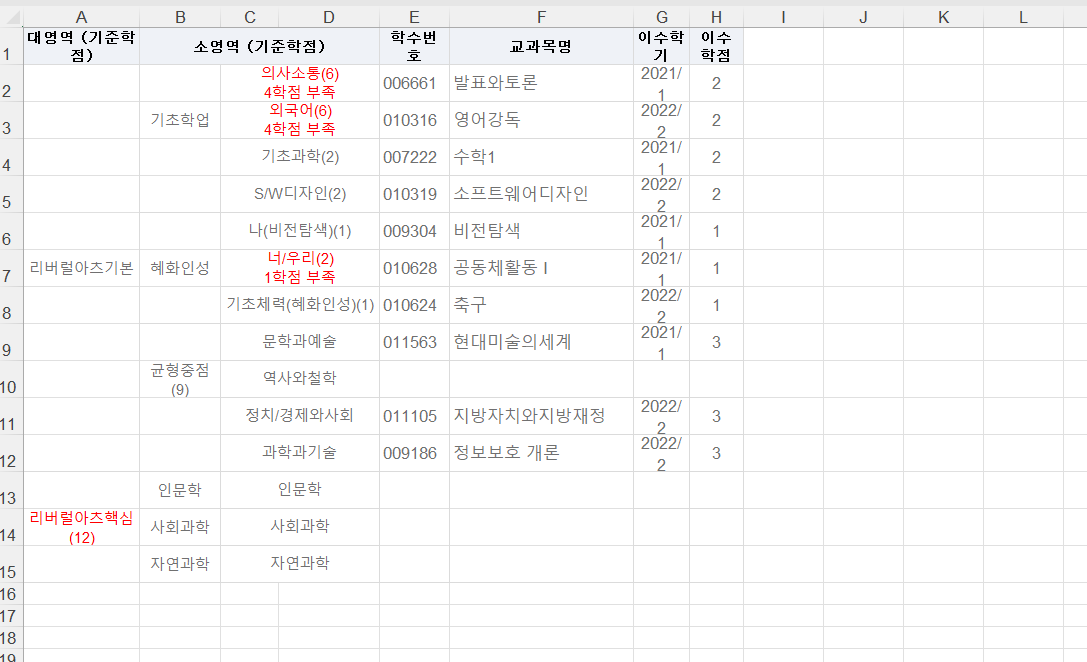 A B C D E F G H I J K L
1 대영역 (기준학점) 소영역 (기준학점) 학수번호 교과목명 이수학기 이수학점
2 의사소통(6) 4학점 부족 006661 발표와토론 2021/1 2
3 기초학업 외국어(6) 4학점 부족 010316 영어강독 2022/2 2
4 기초과학(2) 007222 수학1 2021/1 2
5 S/W디자인(2) 010319 소프트웨어디자인 2022/2 2
6 나(비전탐색)(1) 009304 비전탐색 2021/1 1
7 리버럴아츠기본 혜화인성 너/우리(2) 1학점 부족 010628 공동체활동 I 2021/1 1
8 기초체력(혜화인성)(1) 010624 축구 2022/2 1
9 문학과예술 011563 현대미술의세계 2021/1 3
10 균형중점(9) 역사와철학
11 정치/경제와사회 011105 지방자치와지방재정 2022/2 3
12 과학과기술 009186 정보보호 개론 2022/2 3
13 인문학 인문학
14 리버럴아츠핵심(12) 사회과학 사회과학
15 자연과학 자연과학
16
17
18
19